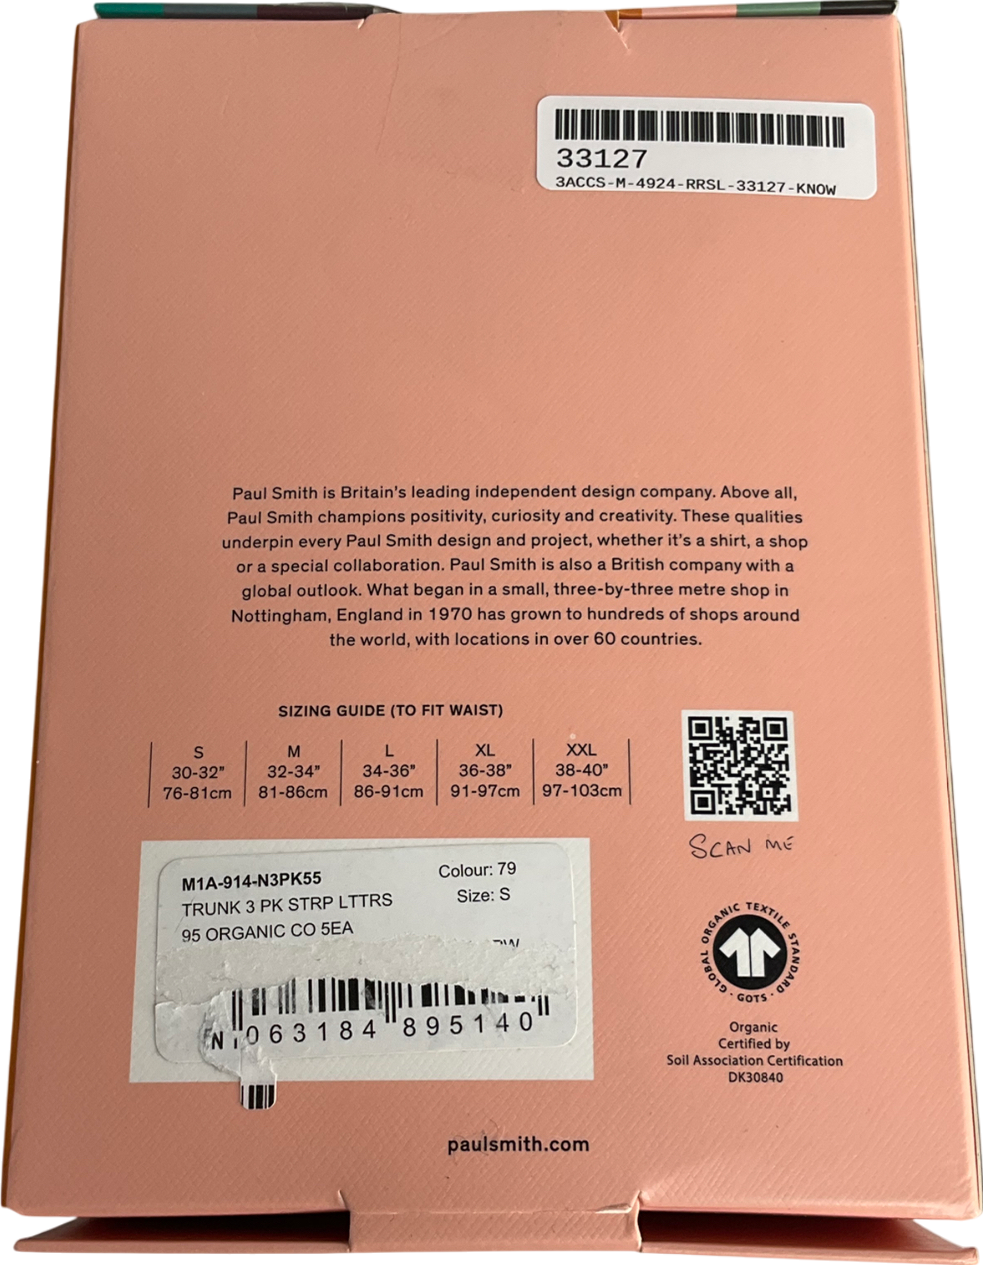 33127
3ACCS-M-4924-RRSL-33127-KNOW
Paul Smith is Britain's leading independent design company. Above all,
Paul Smith champions positivity, curiosity and creativity. These qualities
underpin every Paul Smith design and project, whether it's a shirt, a shop
or a special collaboration. Paul Smith is also a British company with a
global outlook. What began in a small, three-by-three metre shop in
Nottingham, England in 1970 has grown to hundreds of shops around
the world, with locations in over 60 countries.
SIZING GUIDE (TO FIT WAIST)
S M L XL XXL
30-32" 32-34" 34-36" 36-38" 38-40"
76-81cm 81-86cm 86-91cm 91-97cm 97-103cm
SCAN ME
M1A-914-N3PK55 Colour: 79
TRUNK 3 PK STRP LTTRS Size: S
95 ORGANIC CO 5EA
063184 895140
GLOBAL ORGANIC TEXTILE STANDARD · GOTS ·
Organic
Certified by
Soil Association Certification
DK30840
paulsmith.com